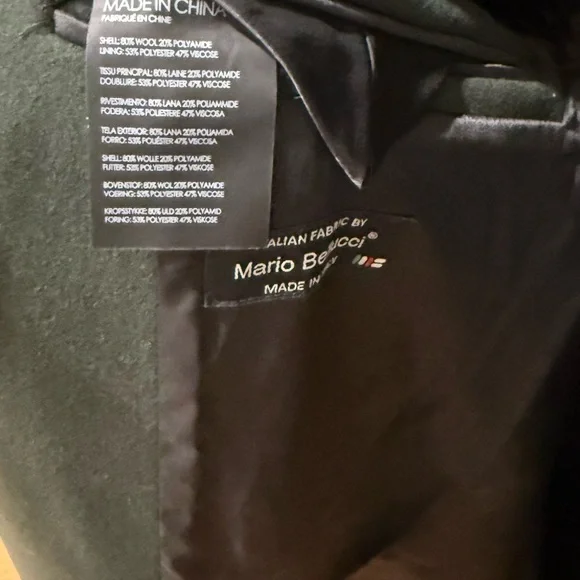 MADE IN CHINA
FABRIQUÉ EN CHINE
SHELL: 80% WOOL 20% POLYAMIDE
LINING: 53% POLYESTER 47% VISCOSE
TISSU PRINCIPAL: 80% LAINE 20% POLYAMIDE
DOUBLURE: 53% POLYESTER 47% VISCOSE
RIVESTIMENTO: 80% LANA 20% POLIAMMIDE
FODERA: 53% POLIESTERE 47% VISCOSA
TELA EXTERIOR: 80% LANA 20% POLIAMIDA
FORRO: 53% POLIÉSTER 47% VISCOSA
SHELL: 80% WOLLE 20% POLYAMIDE
FUTTER: 53% POLYESTER 47% VISKOSE
BOVENSTOF: 80% WOL 20% POLYAMIDE
VOERING: 53% POLYESTER 47% VISCOSE
KROPSSTYKKE: 80% ULD 20% POLYAMID
FORING: 53% POLYESTER 47% VISKOSE
ALIAN FABRIC BY
Mario Bellucci®
MADE IN